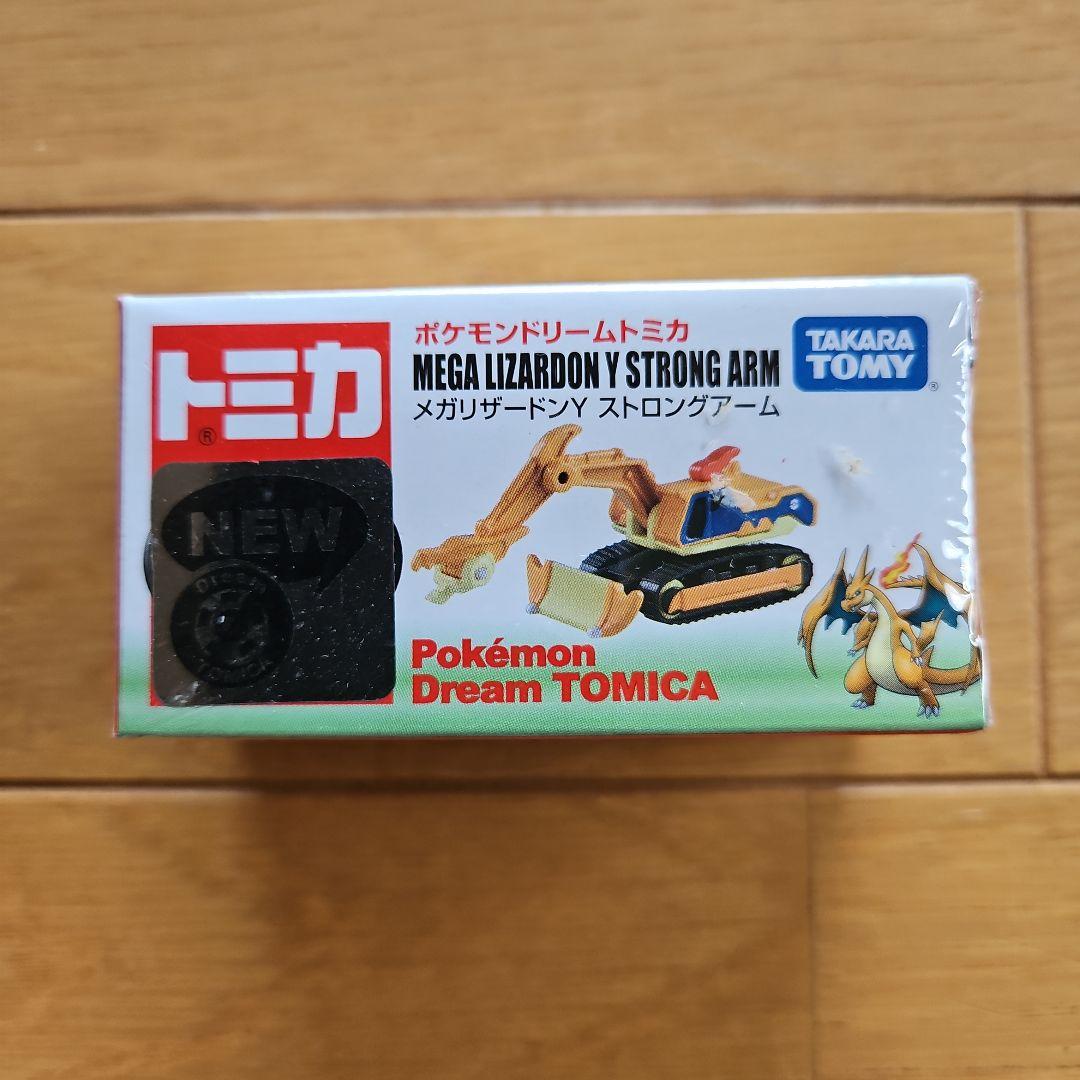 トミカ
®
NEW
Dream
TOMICA
ポケモンドリームトミカ
MEGA LIZARDON Y STRONG ARM
メガリザードンY ストロングアーム
TAKARA
TOMY
®
Pokémon
Dream TOMICA